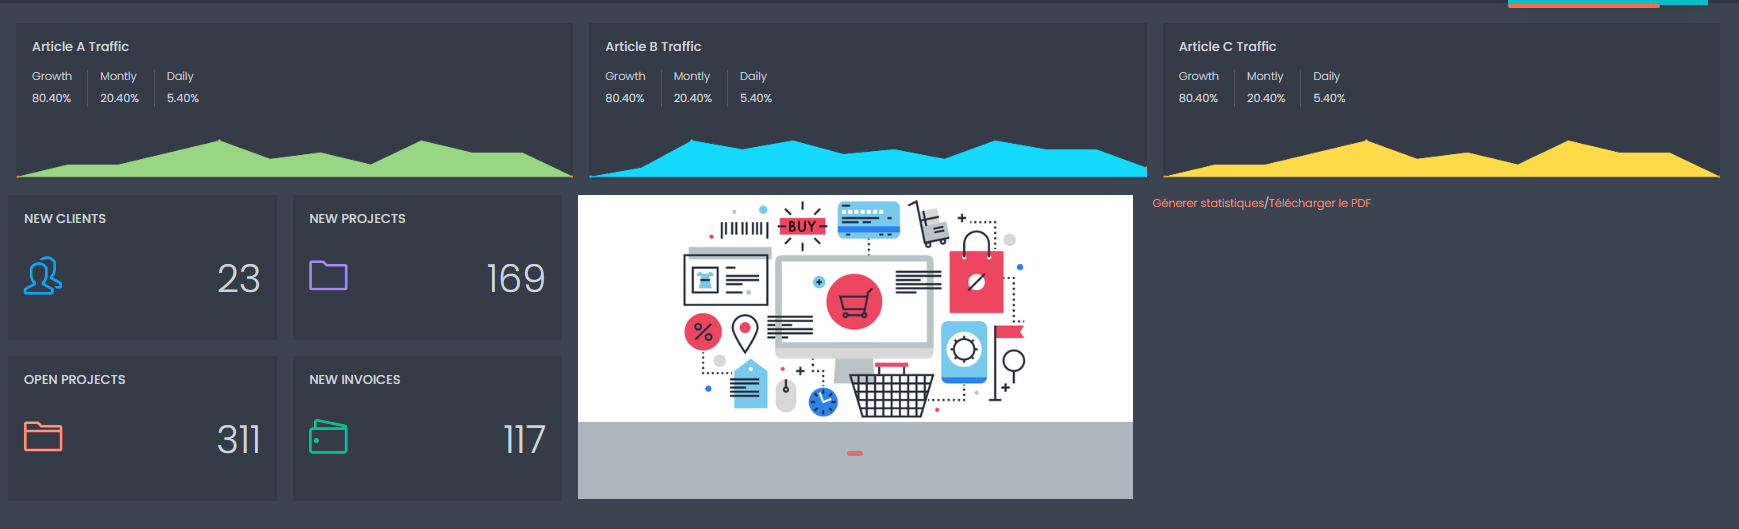 Article A Traffic
Growth Montly Daily
80.40% 20.40% 5.40%
Article B Traffic
Growth Montly Daily
80.40% 20.40% 5.40%
Article C Traffic
Growth Montly Daily
80.40% 20.40% 5.40%
NEW CLIENTS
23
NEW PROJECTS
169
OPEN PROJECTS
311
NEW INVOICES
117
BUY
%
Génerer statistiques/Télécharger le PDF